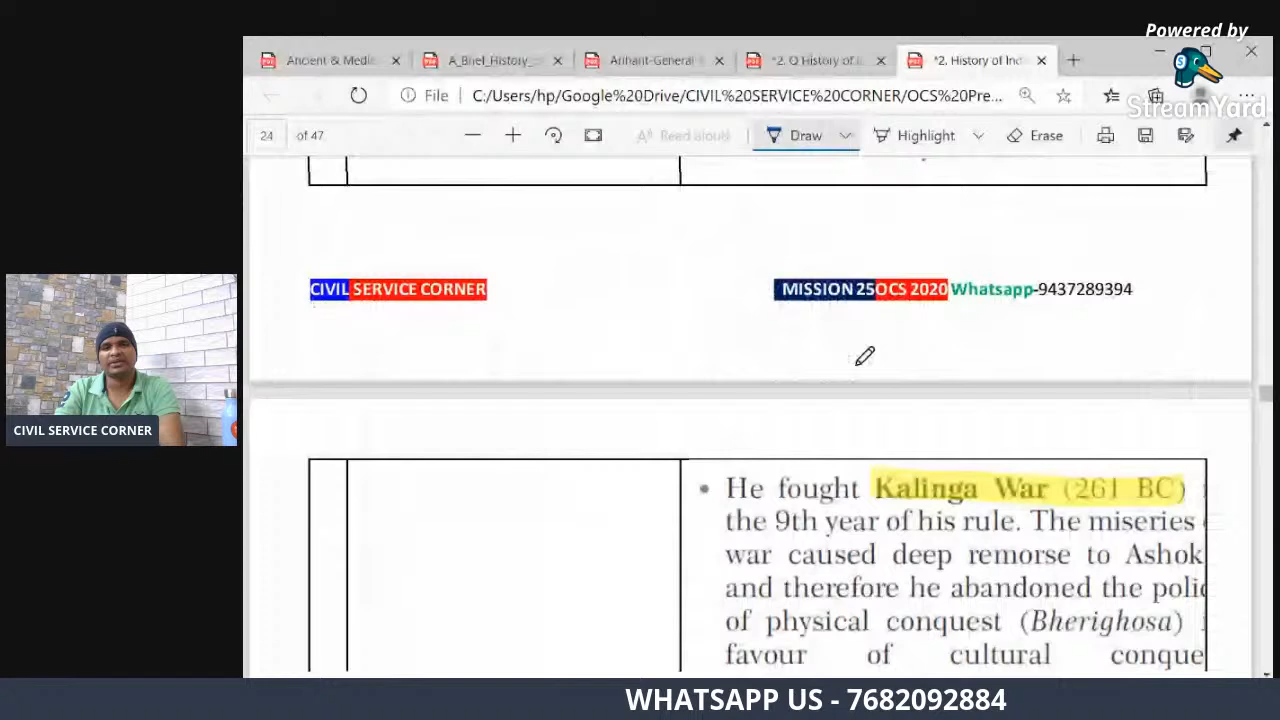 Powered by
StreamYard
Ancient & Medie
A_Brief_History_
Arihant-General
*2. Q History of
*2. History of Ind
File C:/Users/hp/Google%20Drive/CIVIL%20SERVICE%20CORNER/OCS%20Pre...
24 of 47 Read aloud Draw Highlight Erase
CIVIL SERVICE CORNER MISSION 25OCS 2020 Whatsapp-9437289394
CIVIL SERVICE CORNER
• He fought Kalinga War (261 BC)
the 9th year of his rule. The miseries
war caused deep remorse to Ashok
and therefore he abandoned the polic
of physical conquest (Bherighosa)
favour of cultural conque
WHATSAPP US - 7682092884